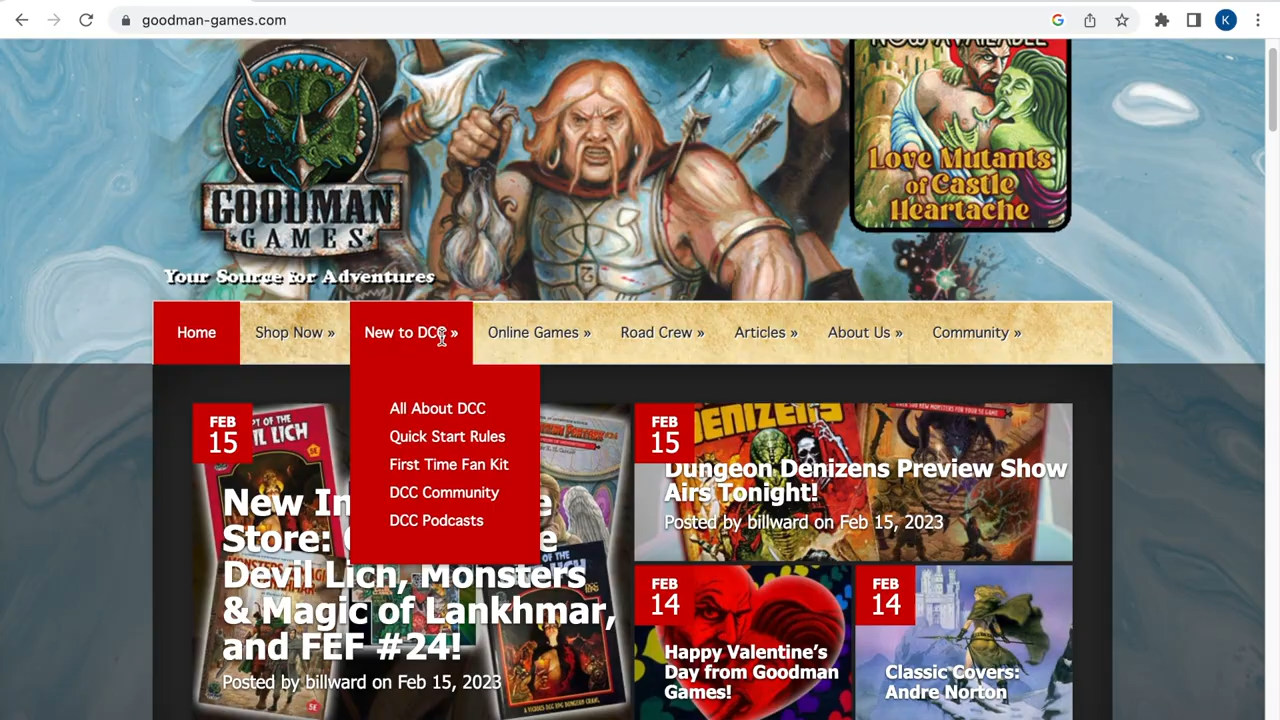 goodman-games.com
K
NOW AVAILABLE
Love Mutants
of Castle
Heartache
GOODMAN
GAMES
Your Source for Adventures
Home
Shop Now »
New to DCC »
Online Games »
Road Crew »
Articles »
About Us »
Community »
All About DCC
Quick Start Rules
First Time Fan Kit
DCC Community
DCC Podcasts
FEB
15
New In
Store:
Devil Lich, Monsters
& Magic of Lankhmar,
and FEF #24!
Posted by billward on Feb 15, 2023
FEB
15
DENIZENS
Dungeon Denizens Preview Show
Airs Tonight!
Posted by billward on Feb 15, 2023
FEB
14
Happy Valentine's
Day from Goodman
Games!
FEB
14
Classic Covers:
Andre Norton